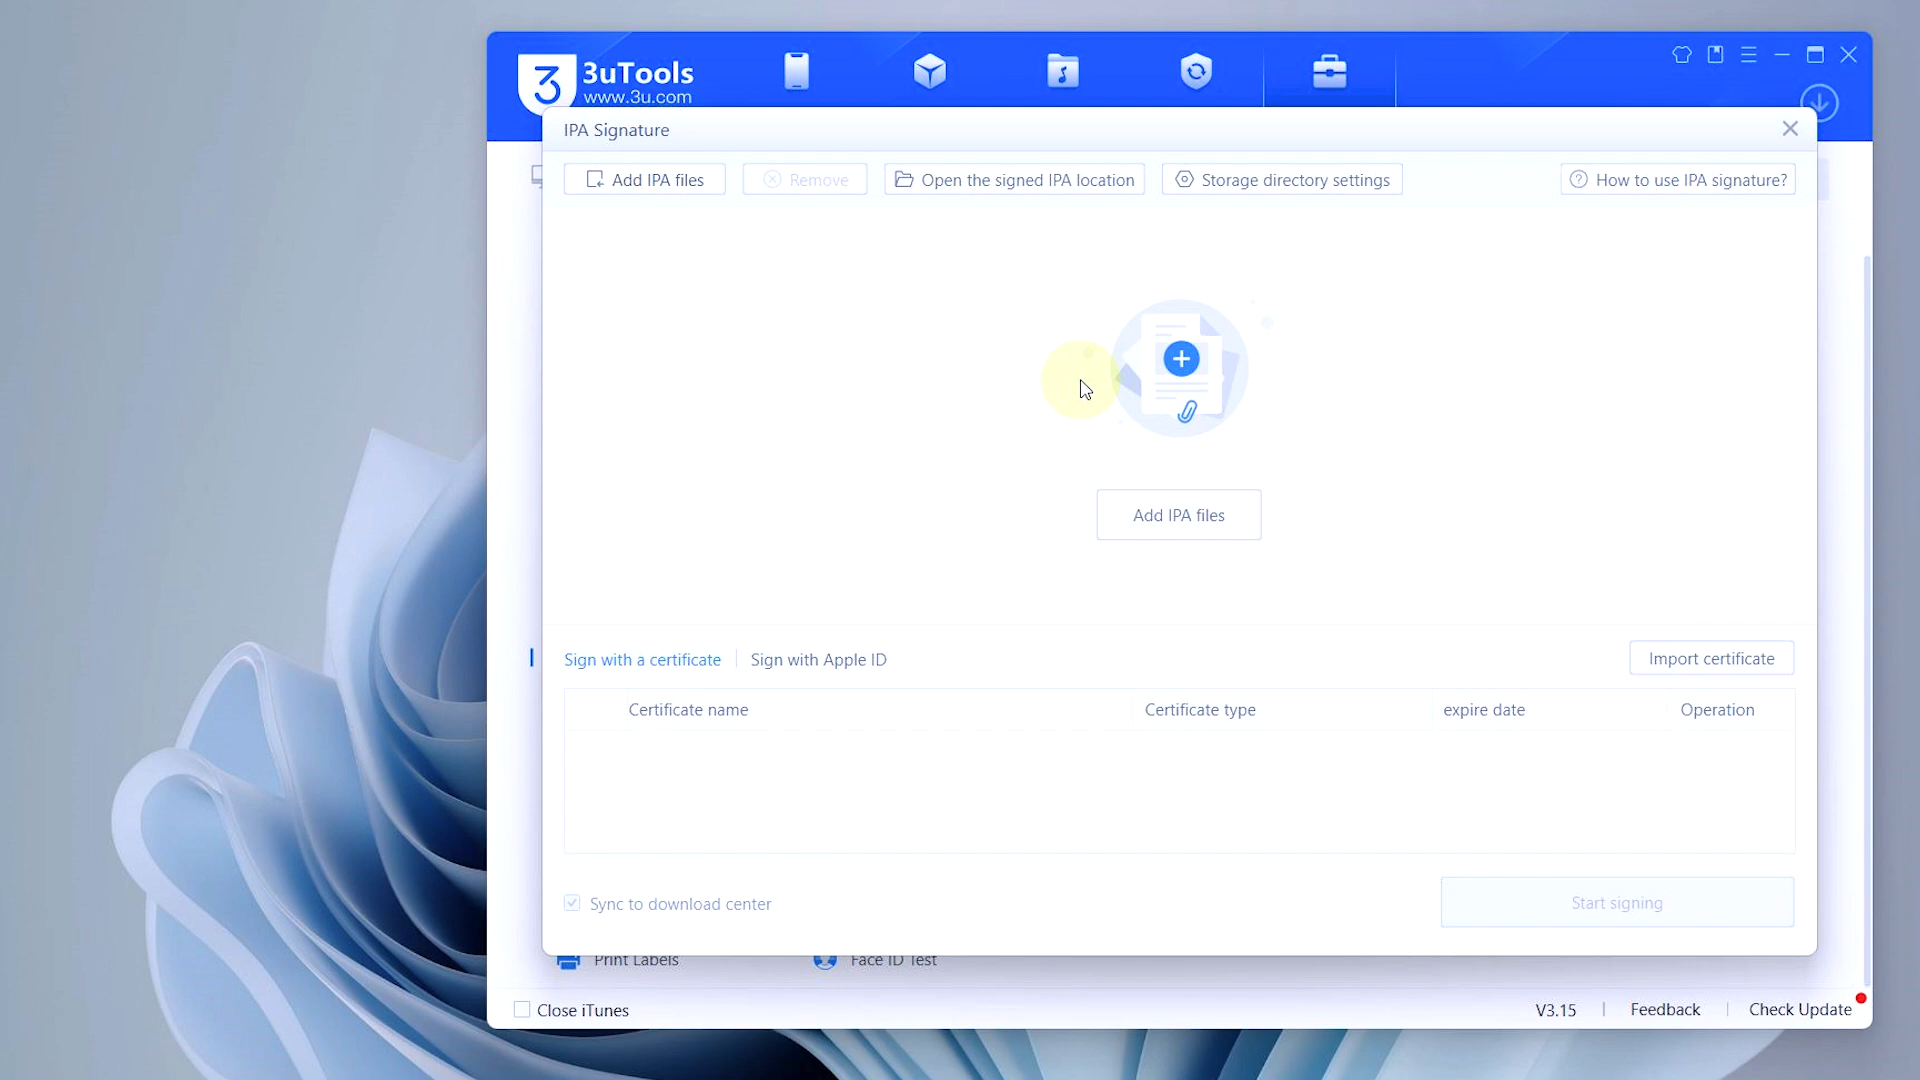 3 3uTools
www.3u.com
IPA Signature
Add IPA files
Remove
Open the signed IPA location
Storage directory settings
How to use IPA signature?
Add IPA files
Sign with a certificate
Sign with Apple ID
Import certificate
Certificate name
Certificate type
expire date
Operation
Sync to download center
Start signing
Print Labels
Face ID Test
Close iTunes
V3.15
Feedback
Check Update